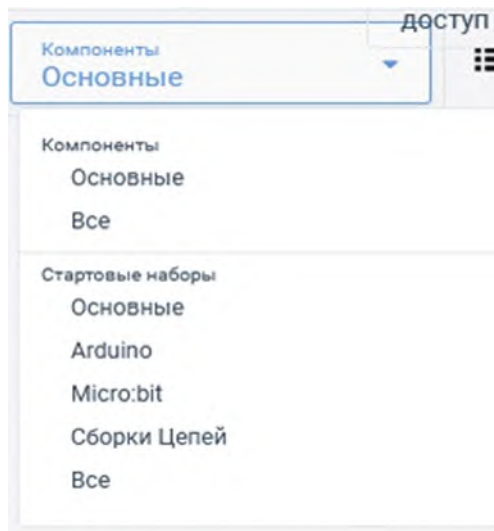 доступ
Компоненты
Основные
Компоненты
Основные
Все
Стартовые наборы
Основные
Arduino
Micro:bit
Сборки Цепей
Все